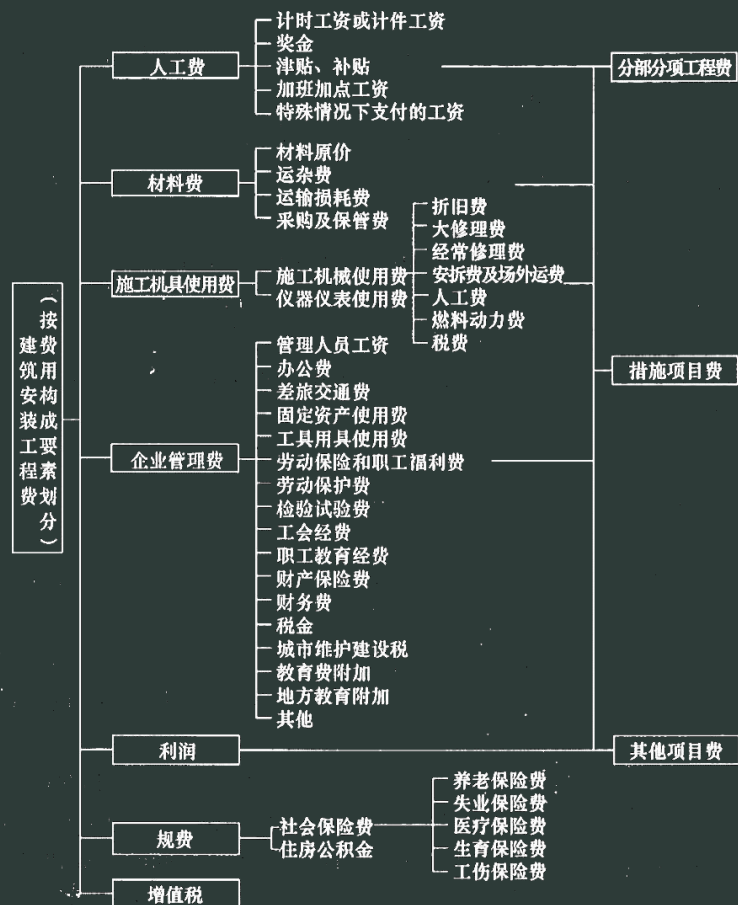 建筑安装工程费
（按费用构成要素划分）
人工费
计时工资或计件工资
奖金
津贴、补贴
加班加点工资
特殊情况下支付的工资
材料费
材料原价
运杂费
运输损耗费
采购及保管费
施工机具使用费
施工机械使用费
仪器仪表使用费
折旧费
大修理费
经常修理费
安拆费及场外运费
人工费
燃料动力费
税费
企业管理费
管理人员工资
办公费
差旅交通费
固定资产使用费
工具用具使用费
劳动保险和职工福利费
劳动保护费
检验试验费
工会经费
职工教育经费
财产保险费
财务费
税金
城市维护建设税
教育费附加
地方教育附加
其他
利润
规费
社会保险费
住房公积金
养老保险费
失业保险费
医疗保险费
生育保险费
工伤保险费
增值税
分部分项工程费
措施项目费
其他项目费